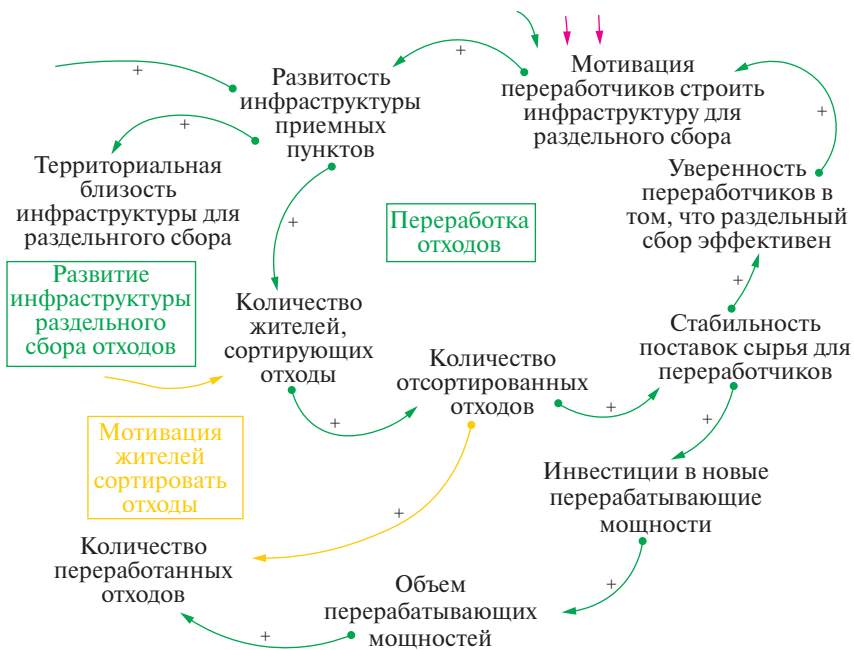 Мотивация
переработчиков строить
инфраструктуру для
раздельного сбора
+
Развитость
инфраструктуры
приемных
пунктов
+
+
+
Территориальная
близость
инфраструктуры для
раздельнгого сбора
Уверенность
переработчиков в
том, что раздельный
сбор эффективен
Переработка
отходов
+
Развитие
инфраструктуры
раздельного
сбора отходов
+
Количество
жителей,
сортирующих
отходы
Стабильность
поставок сырья для
переработчиков
Количество
отсортированных
отходов
+
+
+
Мотивация
жителей
сортировать
отходы
Инвестиции в новые
перерабатывающие
мощности
+
Количество
переработанных
отходов
+
Объем
перерабатывающих
мощностей
+